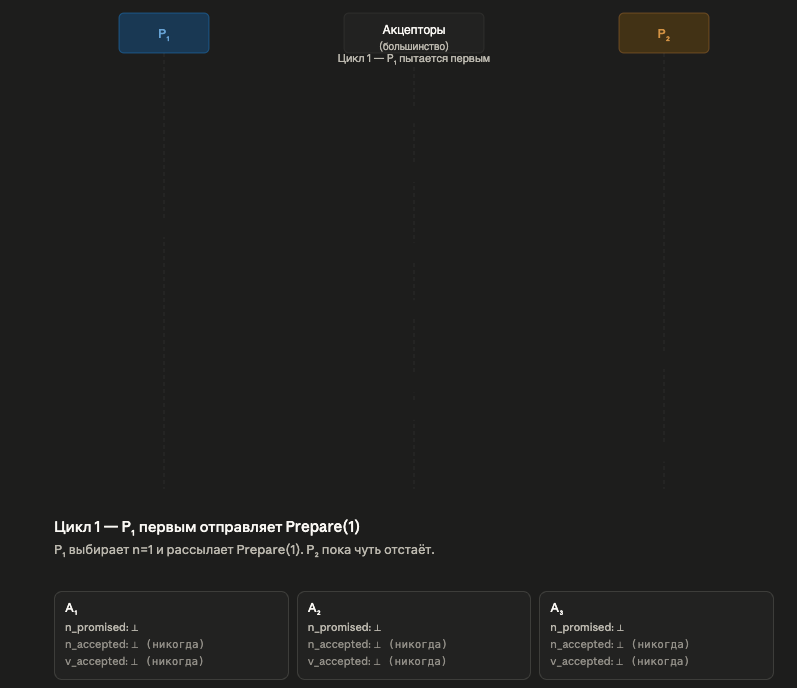 P₁
Акцепторы
(большинство)
P₂
Цикл 1 — P₁ пытается первым
Цикл 1 — P₁ первым отправляет Prepare(1)
P₁ выбирает n=1 и рассылает Prepare(1). P₂ пока чуть отстаёт.
A₁
n_promised: ⊥
n_accepted: ⊥ (никогда)
v_accepted: ⊥ (никогда)
A₂
n_promised: ⊥
n_accepted: ⊥ (никогда)
v_accepted: ⊥ (никогда)
A₃
n_promised: ⊥
n_accepted: ⊥ (никогда)
v_accepted: ⊥ (никогда)